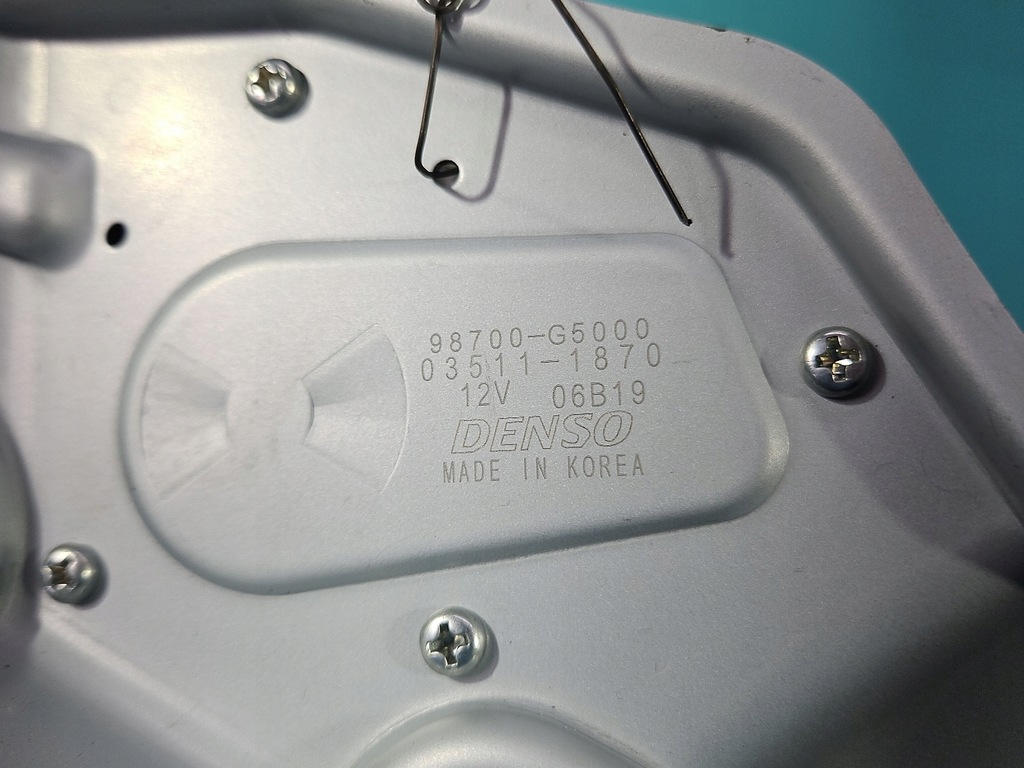 98700-G5000
03511-1870
12V 06B19
DENSO
MADE IN KOREA